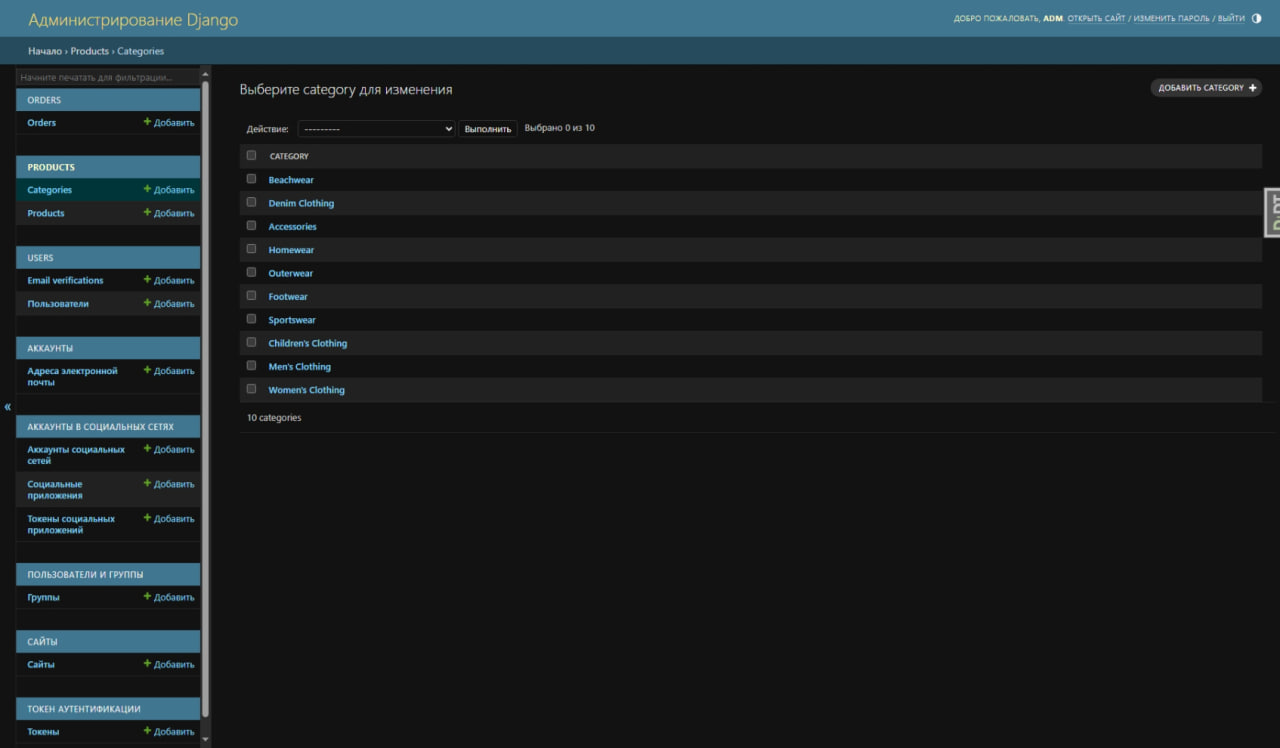 Администрирование Django
ДОБРО ПОЖАЛОВАТЬ, ADM. ОТКРЫТЬ САЙТ / ИЗМЕНИТЬ ПАРОЛЬ / ВЫЙТИ
Начало › Products › Categories
Начните печатать для фильтрации...
ORDERS
Orders + Добавить
PRODUCTS
Categories + Добавить
Products + Добавить
USERS
Email verifications + Добавить
Пользователи + Добавить
АККАУНТЫ
Адреса электронной + Добавить
почты
АККАУНТЫ В СОЦИАЛЬНЫХ СЕТЯХ
Аккаунты социальных + Добавить
сетей
Социальные + Добавить
приложения
Токены социальных + Добавить
приложений
ПОЛЬЗОВАТЕЛИ И ГРУППЫ
Группы + Добавить
САЙТЫ
Сайты + Добавить
ТОКЕН АУТЕНТИФИКАЦИИ
Токены + Добавить
«
Выберите category для изменения
ДОБАВИТЬ CATEGORY +
Действие: --------- Выполнить Выбрано 0 из 10
CATEGORY
Beachwear
Denim Clothing
Accessories
Homewear
Outerwear
Footwear
Sportswear
Children's Clothing
Men's Clothing
Women's Clothing
10 categories
DjDT